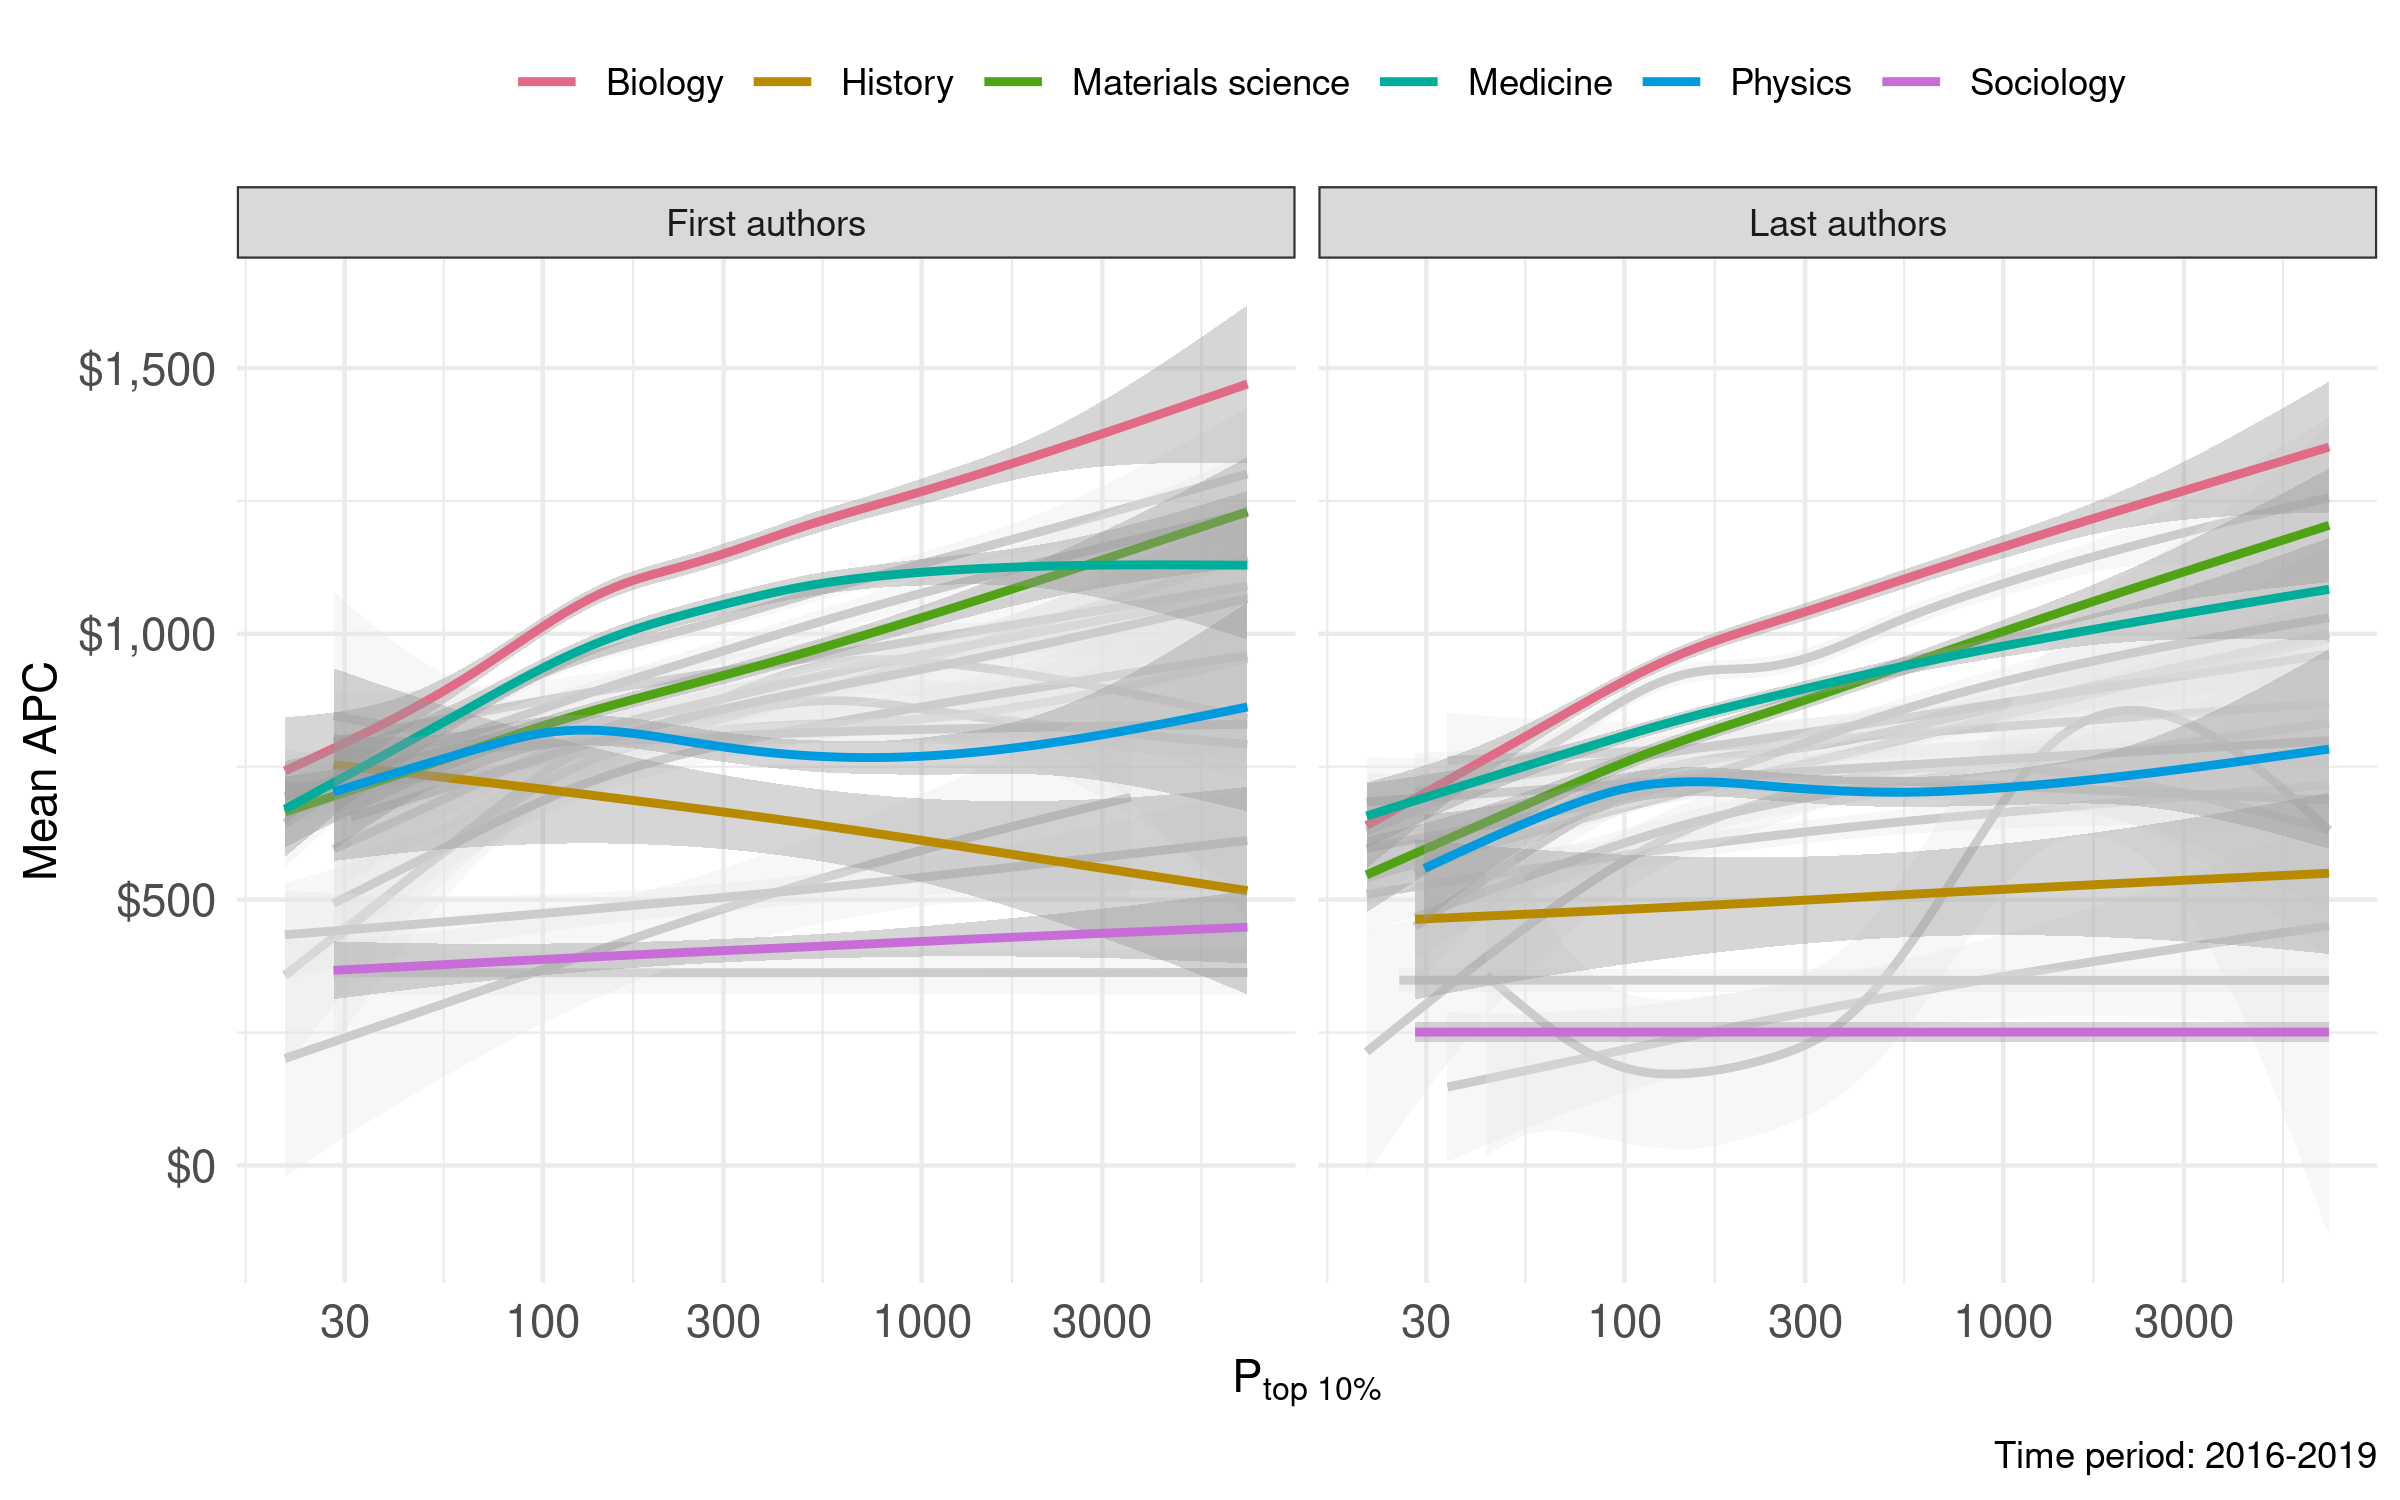 Biology History Materials science Medicine Physics Sociology
First authors Last authors
Mean APC
$1,500
$1,000
$500
$0
30 100 300 1000 3000 30 100 300 1000 3000
P top 10%
Time period: 2016-2019